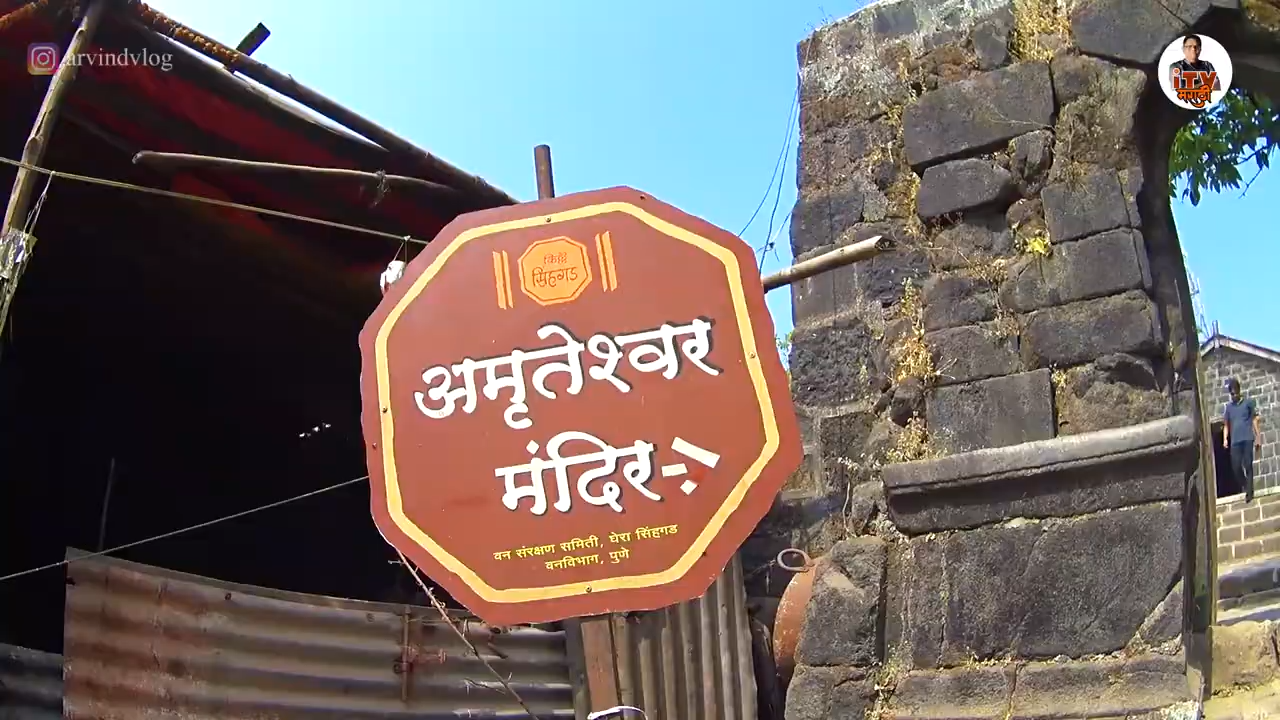 arvindvlog
iTV
मराठी
किल्ले
सिंहगड
अमृतेश्वर
मंदिर
वन संरक्षण समिती, घेरा सिंहगड
वनविभाग, पुणे